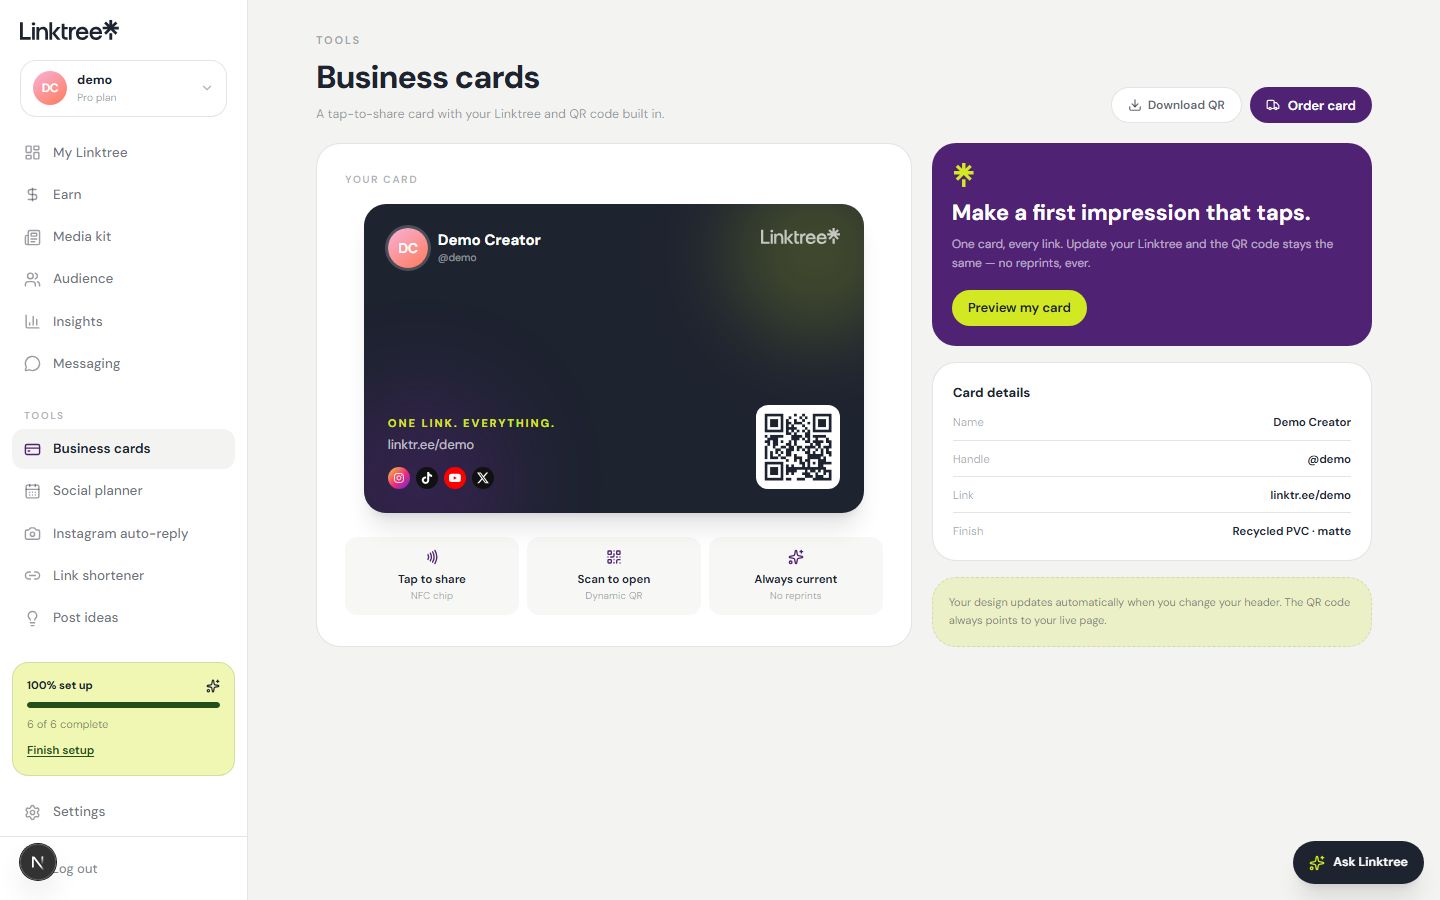 Linktree
DC
demo
Pro plan
My Linktree
Earn
Media kit
Audience
Insights
Messaging
TOOLS
Business cards
Social planner
Instagram auto-reply
Link shortener
Post ideas
100% set up
6 of 6 complete
Finish setup
Settings
N
Log out
TOOLS
Business cards
A tap-to-share card with your Linktree and QR code built in.
Download QR
Order card
YOUR CARD
DC
Demo Creator
@demo
Linktree
ONE LINK. EVERYTHING.
linktr.ee/demo
Tap to share
NFC chip
Scan to open
Dynamic QR
Always current
No reprints
Make a first impression that taps.
One card, every link. Update your Linktree and the QR code stays the
same — no reprints, ever.
Preview my card
Card details
Name Demo Creator
Handle @demo
Link linktr.ee/demo
Finish Recycled PVC · matte
Your design updates automatically when you change your header. The QR code
always points to your live page.
Ask Linktree